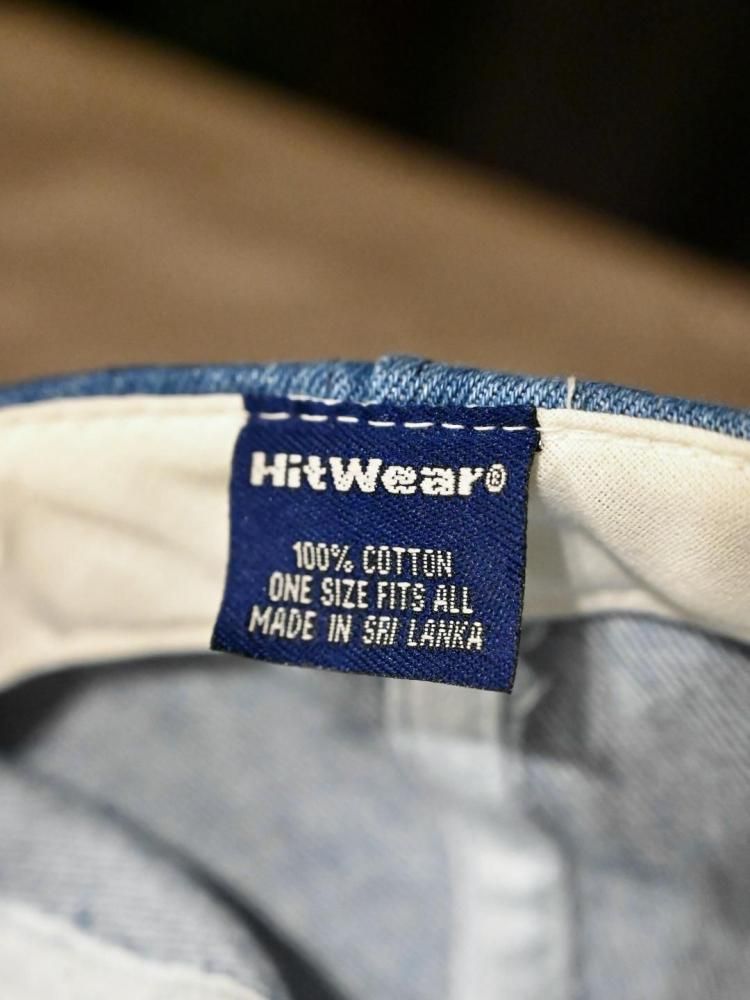 HitWear®
100% COTTON
ONE SIZE FITS ALL
MADE IN SRI LANKA